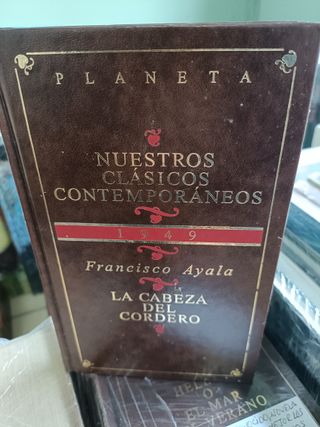 PLANETA
NUESTROS
CLÁSICOS
CONTEMPORÁNEOS
1949
Francisco Ayala
LA CABEZA
DEL
CORDERO
EL MAR
VERANO